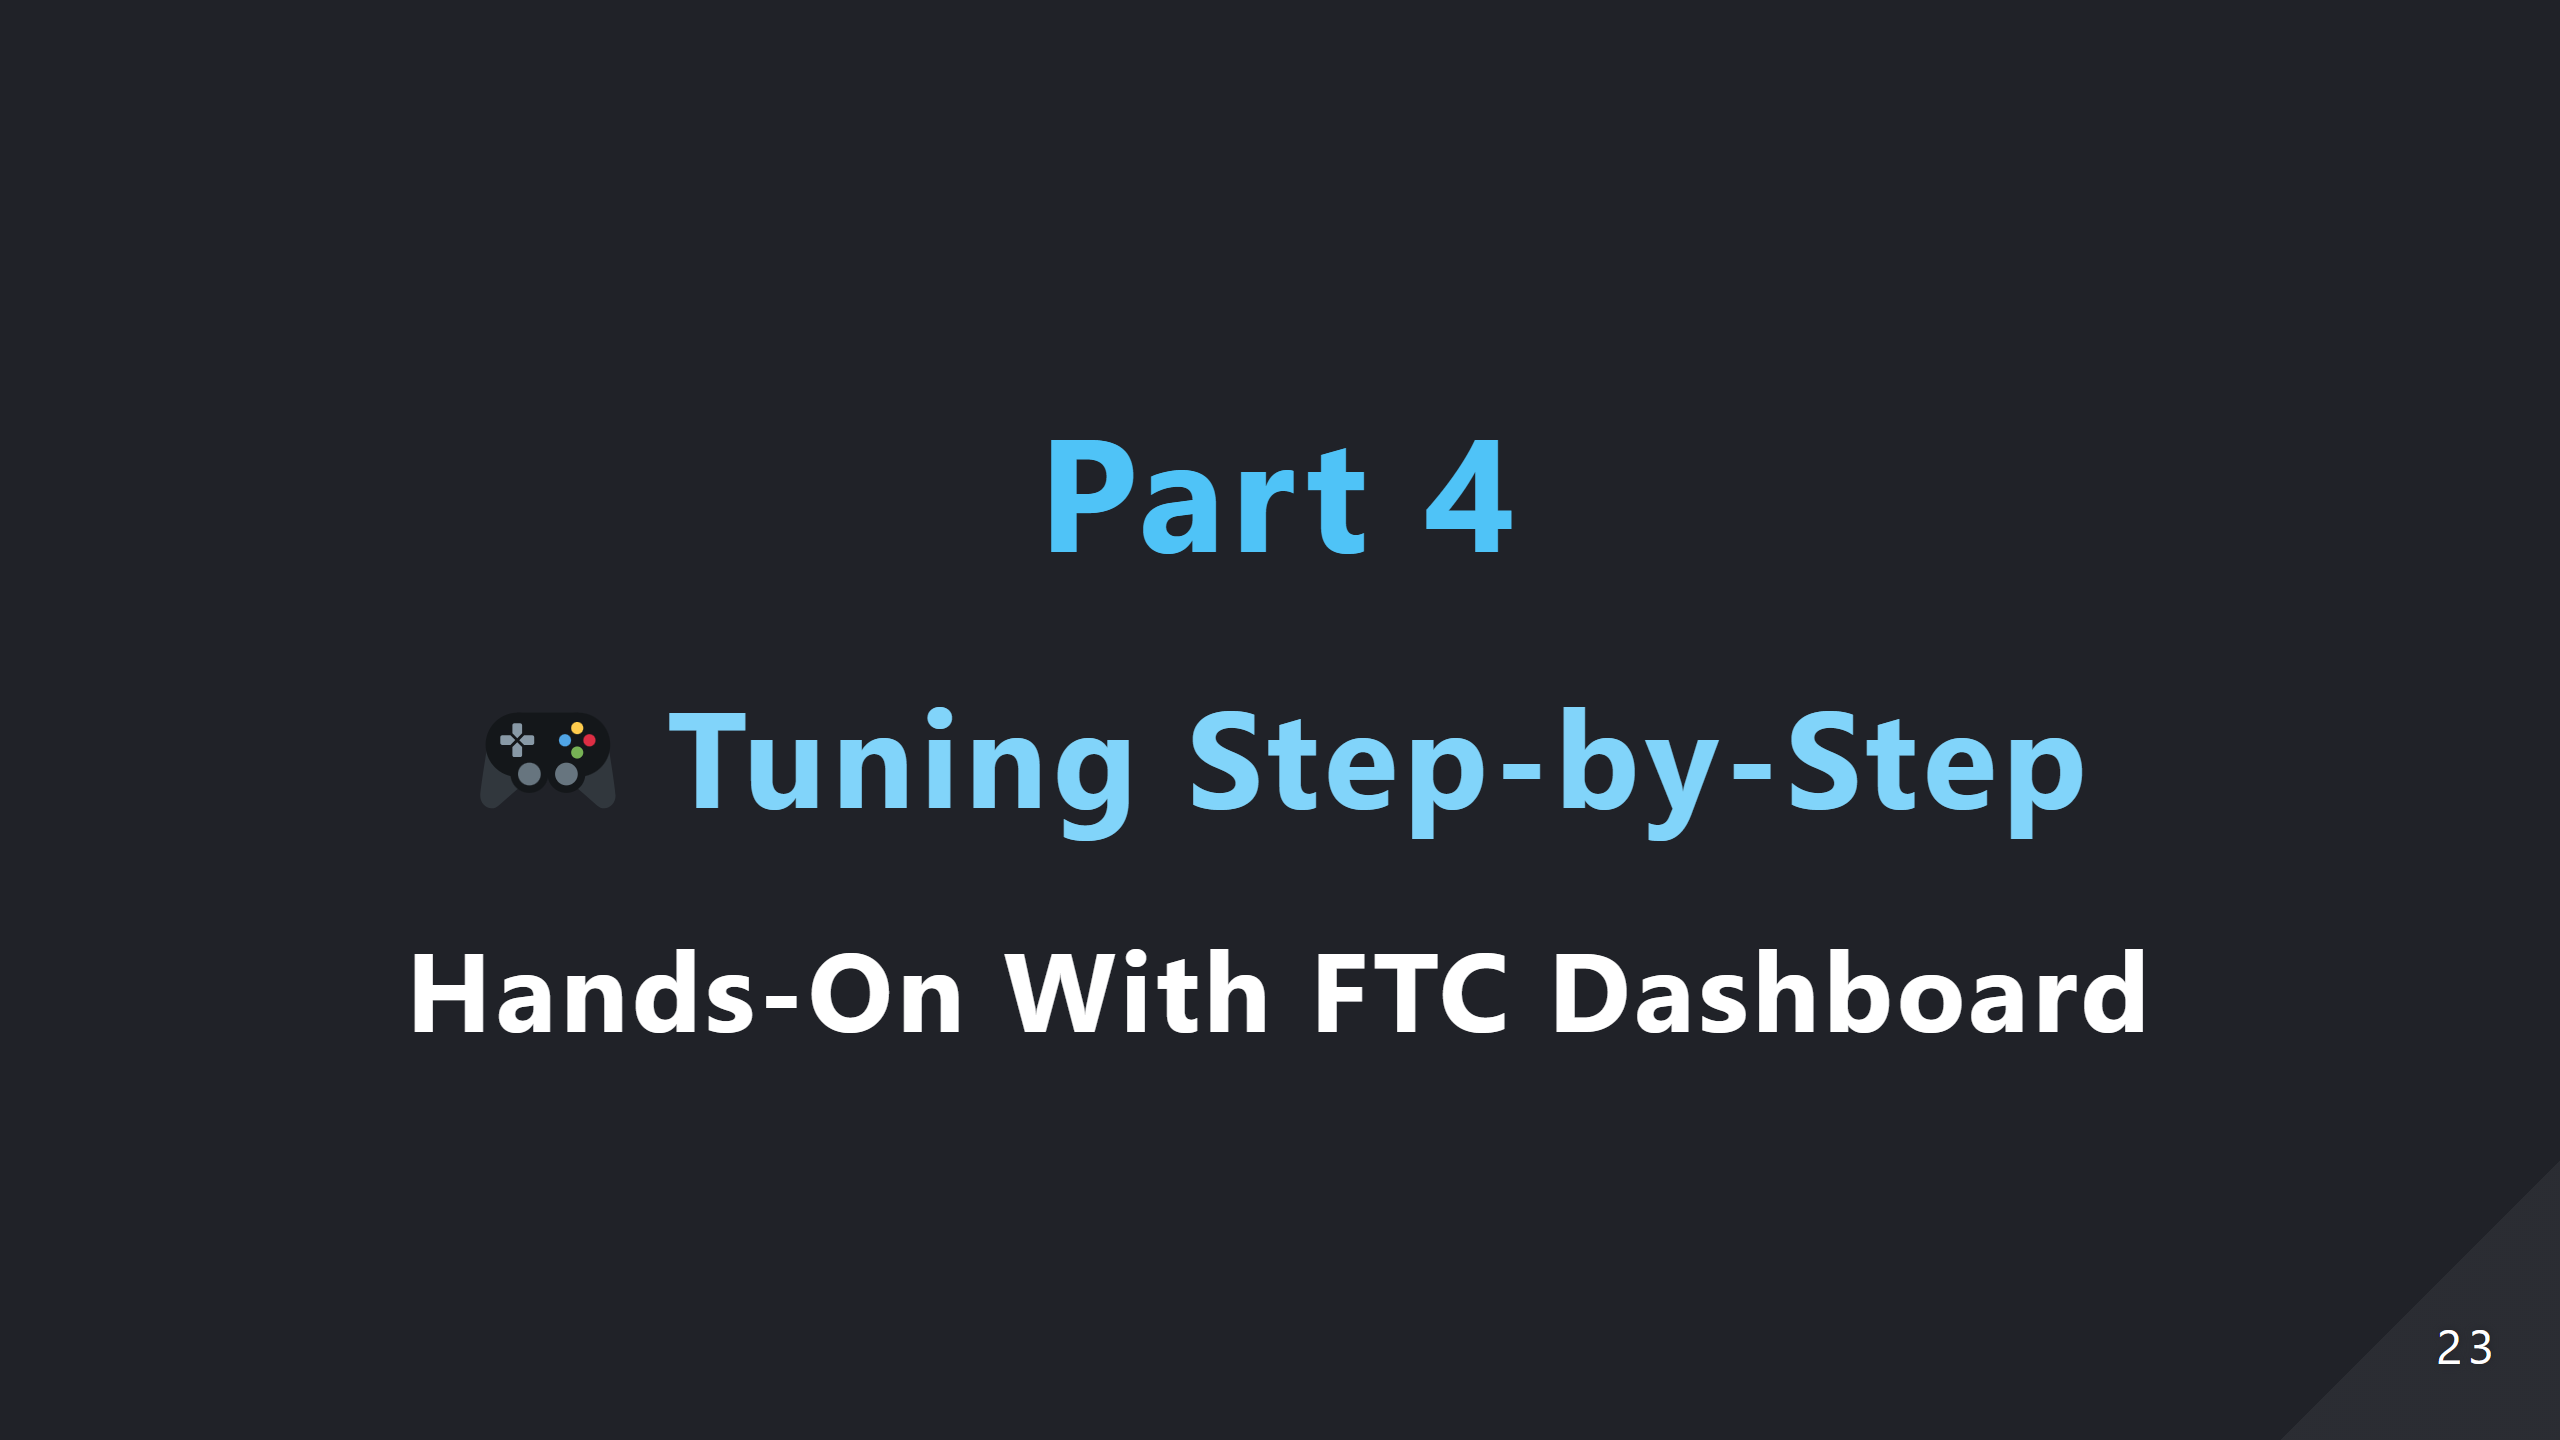 Part 4
🎮 Tuning Step-by-Step
Hands-On With FTC Dashboard
23